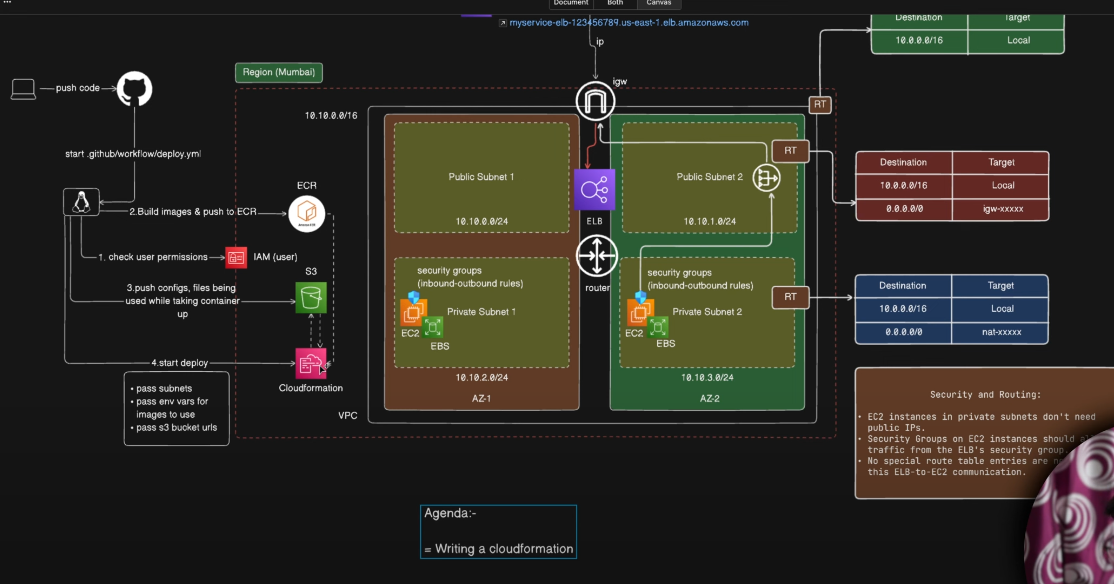 Document Both Canvas
myservice-elb-123456789.us-east-1.elb.amazonaws.com
ip
igw
Destination Target
10.0.0.0/16 Local
RT
push code
Region (Mumbai)
10.10.0.0/16
start .github/workflow/deploy.yml
ECR
Amazon ECR
2.Build images & push to ECR
1. check user permissions
IAM (user)
S3
3.push configs, files being
used while taking container
up
4.start deploy
Cloudformation
• pass subnets
• pass env vars for
images to use
• pass s3 bucket urls
VPC
Public Subnet 1
10.10.0.0/24
security groups
(inbound-outbound rules)
Private Subnet 1
EC2
EBS
10.10.2.0/24
AZ-1
ELB
router
Public Subnet 2
10.10.1.0/24
RT
security groups
(inbound-outbound rules)
Private Subnet 2
EC2
EBS
10.10.3.0/24
AZ-2
RT
Destination Target
10.0.0.0/16 Local
0.0.0.0/0 igw-xxxxx
Destination Target
10.0.0.0/16 Local
0.0.0.0/0 nat-xxxxx
Security and Routing:
• EC2 instances in private subnets don't need
public IPs.
• Security Groups on EC2 instances should
traffic from the ELB's security group.
• No special route table entries are
this ELB-to-EC2 communication.
Agenda:-
= Writing a cloudformation